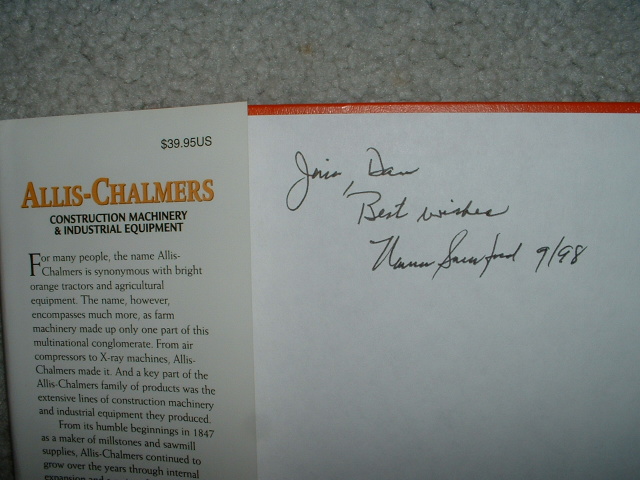 $39.95US
ALLIS-CHALMERS
CONSTRUCTION MACHINERY
& INDUSTRIAL EQUIPMENT
For many people, the name Allis-
Chalmers is synonymous with bright
orange tractors and agricultural
equipment. The name, however,
encompasses much more, as farm
machinery made up only one part of this
multinational conglomerate. From air
compressors to X-ray machines, Allis-
Chalmers made it. And a key part of the
Allis-Chalmers family of products was the
extensive lines of construction machinery
and industrial equipment they produced.
From its humble beginnings in 1847
as a maker of millstones and sawmill
supplies, Allis-Chalmers continued to
grow over the years through internal
expansion and
Dan
Best wishes
9/98